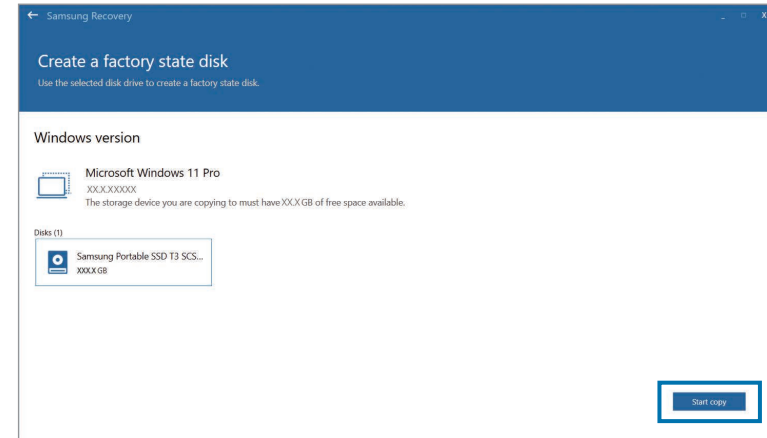 Samsung Recovery
Create a factory state disk
Use the selected disk drive to create a factory state disk.
Windows version
Microsoft Windows 11 Pro
XX.X.XXXXX
The storage device you are copying to must have XX.X GB of free space available.
Disks (1)
Samsung Portable SSD T3 SCS...
XXX.X GB
Start copy